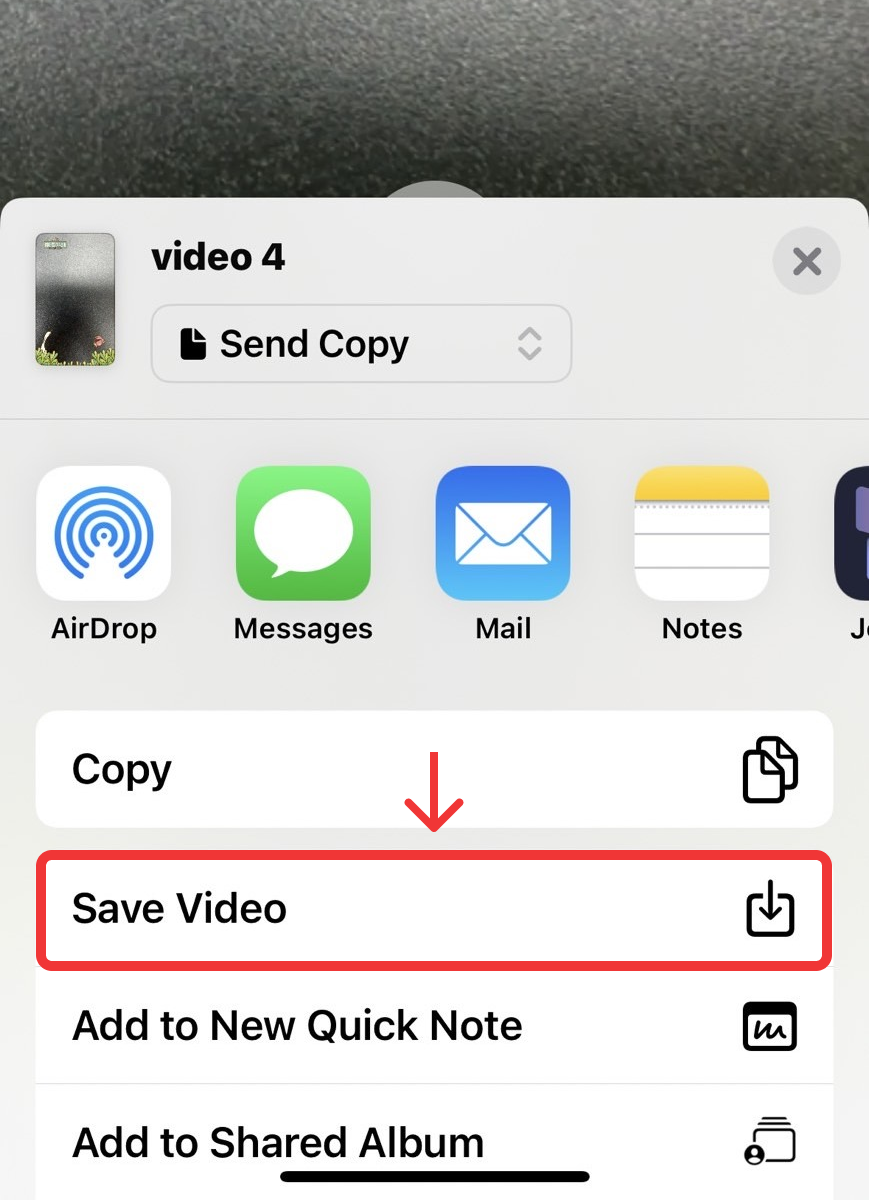 video 4
Send Copy
AirDrop
Messages
Mail
Notes
Copy
Save Video
Add to New Quick Note
Add to Shared Album